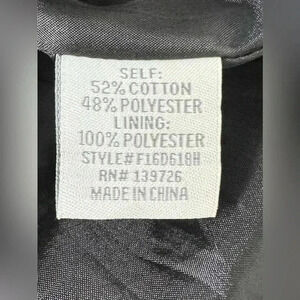 SELF:
52% COTTON
48% POLYESTER
LINING:
100% POLYESTER
STYLE#F16D618H
RN# 139726
MADE IN CHINA